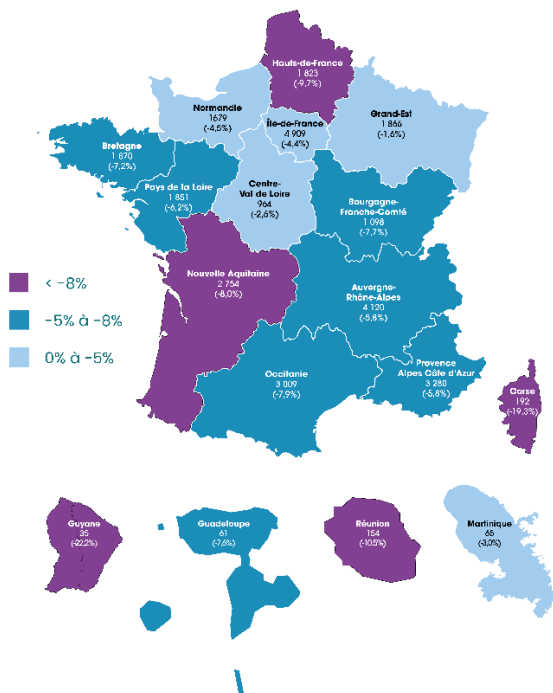 Hauts-de-France
1 823
(-9,7%)
Normandie
1679
(-4,5%)
Île-de-France
4 909
(-4,4%)
Grand-Est
1 866
(-1,6%)
Bretagne
1 670
(-7,2%)
Pays de la Loire
1 851
(-6,2%)
Centre-
Val de Loire
964
(-2,6%)
Bourgogne-
Franche-Comté
1 098
(-7,7%)
Nouvelle Aquitaine
2 754
(-8,0%)
Auvergne-
Rhône-Alpes
4 120
(-5,8%)
< -8%
-5% à -8%
0% à -5%
Occitanie
3 009
(-7,9%)
Provence
Alpes Côte d'Azur
3 280
(-5,8%)
Corse
192
(-19,3%)
Guyane
35
(-22,2%)
Guadeloupe
61
(-7,6%)
Réunion
154
(-10,5%)
Martinique
65
(-3,0%)